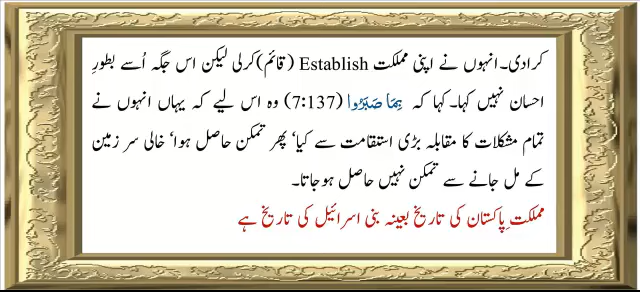 کرادی۔ انہوں نے اپنی مملکت Establish (قائم) کرلی لیکن اس جگہ اُسے بطورِ
احسان نہیں کہا۔ کہا کہ بِمَا صَبَرُوا (7:137) وہ اس لیے کہ یہاں انہوں نے
تمام مشکلات کا مقابلہ بڑی استقامت سے کیا‘ پھر تمکن حاصل ہوا‘ خالی سر زمین
کے مل جانے سے تمکن نہیں حاصل ہوجاتا۔
مملکتِ پاکستان کی تاریخ بعینہٖ بنی اسرائیل کی تاریخ ہے